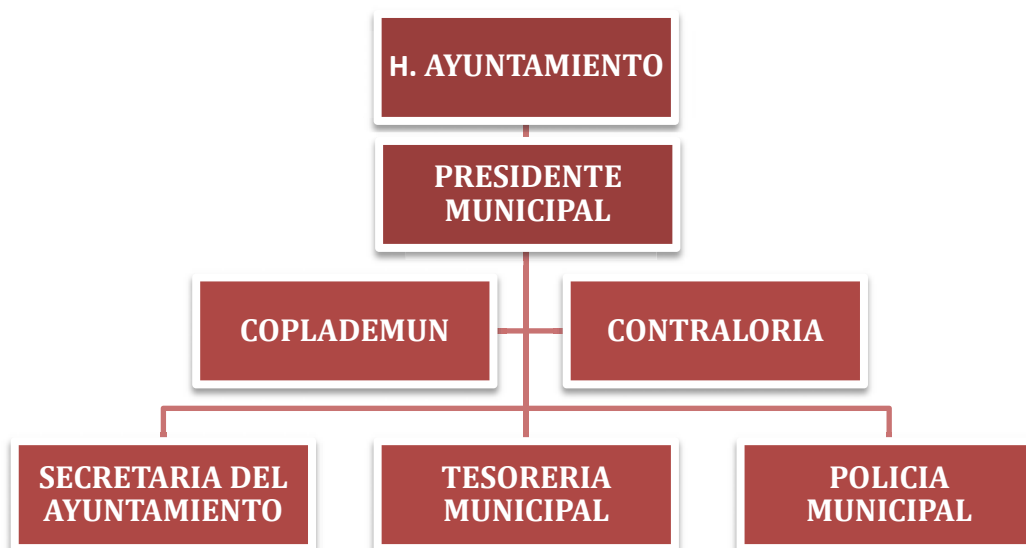 H. AYUNTAMIENTO
PRESIDENTE
MUNICIPAL
COPLADEMUN
CONTRALORIA
SECRETARIA DEL
AYUNTAMIENTO
TESORERIA
MUNICIPAL
POLICIA
MUNICIPAL